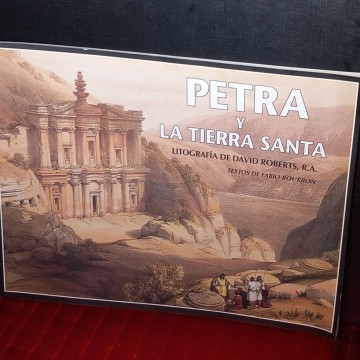 PETRA
Y
LA TIERRA SANTA
LITOGRAFÍA DE DAVID ROBERTS, R.A.
TEXTOS DE FABIO BOURBON